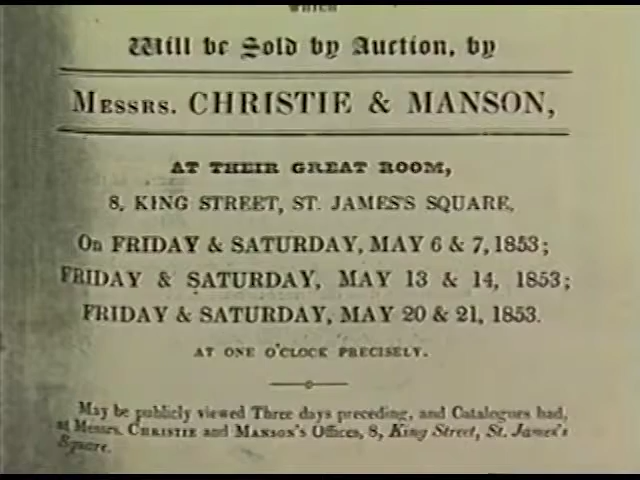 WHICH
Will be Sold by Auction, by
MESSRS. CHRISTIE & MANSON,
AT THEIR GREAT ROOM,
8, KING STREET, ST. JAMES'S SQUARE,
On FRIDAY & SATURDAY, MAY 6 & 7, 1853;
FRIDAY & SATURDAY, MAY 13 & 14, 1853;
FRIDAY & SATURDAY, MAY 20 & 21, 1853.
AT ONE O'CLOCK PRECISELY.
May be publicly viewed Three days preceding, and Catalogues had,
at Messrs. CHRISTIE and MANSON'S Offices, 8, King Street, St. James's
Square.